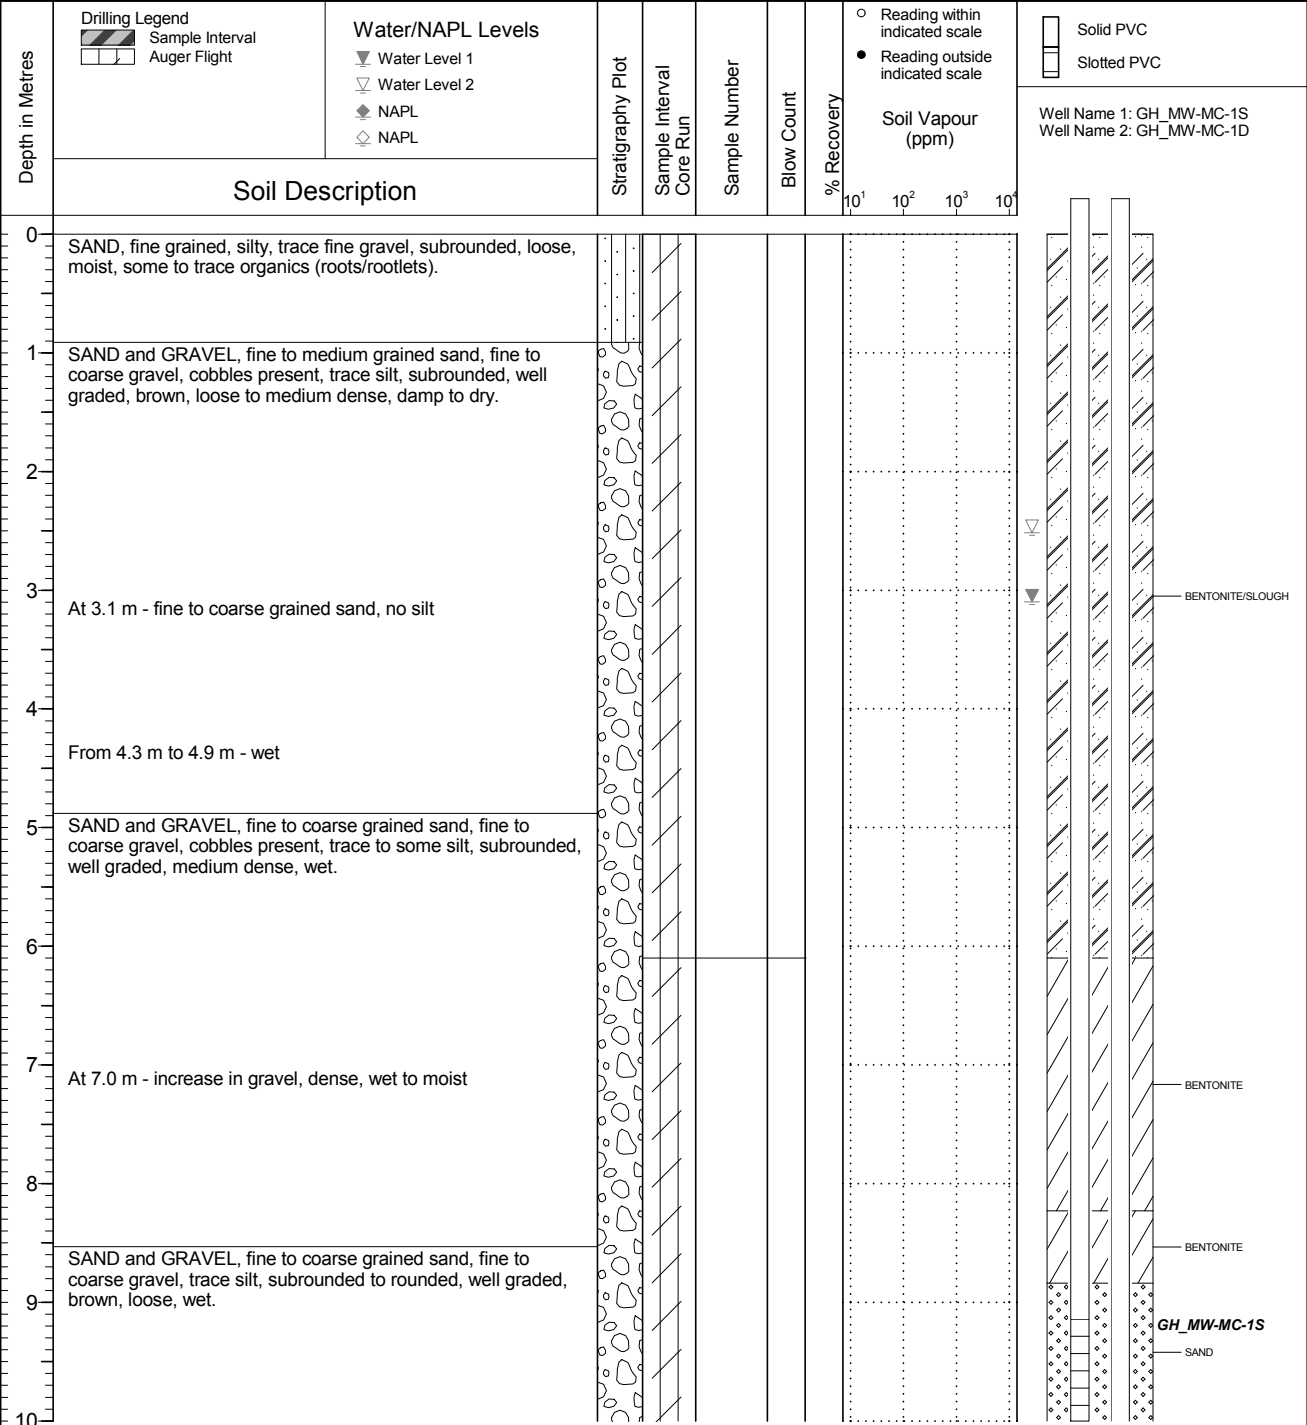 Depth in Metres
Drilling Legend
Sample Interval
Auger Flight
Water/NAPL Levels
Water Level 1
Water Level 2
NAPL
NAPL
Soil Description
Stratigraphy Plot
Sample Interval
Core Run
Sample Number
Blow Count
% Recovery
Reading within
indicated scale
Reading outside
indicated scale
Soil Vapour
(ppm)
10¹ 10² 10³ 10⁴
Solid PVC
Slotted PVC
Well Name 1: GH_MW-MC-1S
Well Name 2: GH_MW-MC-1D
0
SAND, fine grained, silty, trace fine gravel, subrounded, loose,
moist, some to trace organics (roots/rootlets).
1
SAND and GRAVEL, fine to medium grained sand, fine to
coarse gravel, cobbles present, trace silt, subrounded, well
graded, brown, loose to medium dense, damp to dry.
2
3
BENTONITE/SLOUGH
At 3.1 m - fine to coarse grained sand, no silt
4
From 4.3 m to 4.9 m - wet
5
SAND and GRAVEL, fine to coarse grained sand, fine to
coarse gravel, cobbles present, trace to some silt, subrounded,
well graded, medium dense, wet.
6
7
At 7.0 m - increase in gravel, dense, wet to moist
BENTONITE
8
BENTONITE
SAND and GRAVEL, fine to coarse grained sand, fine to
coarse gravel, trace silt, subrounded to rounded, well graded,
brown, loose, wet.
9
GH_MW-MC-1S
SAND
10